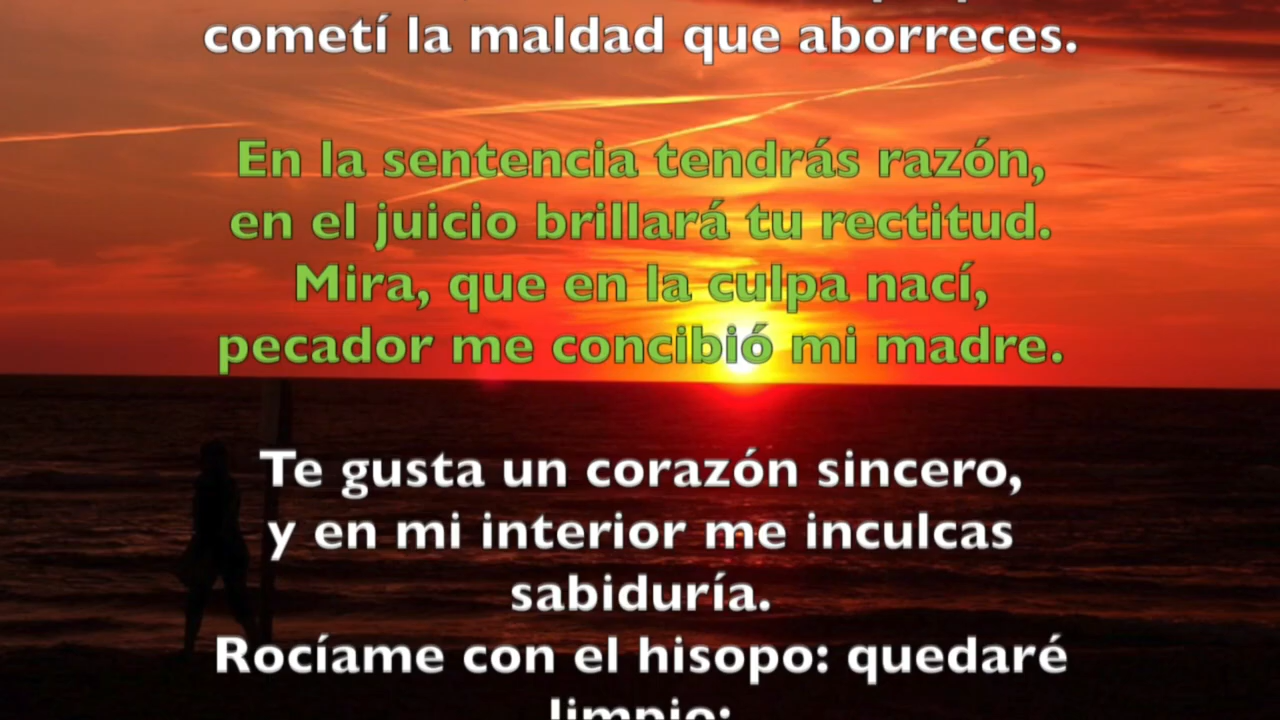 cometí la maldad que aborreces.
En la sentencia tendrás razón,
en el juicio brillará tu rectitud.
Mira, que en la culpa nací,
pecador me concibió mi madre.
Te gusta un corazón sincero,
y en mi interior me inculcas
sabiduría.
Rocíame con el hisopo: quedaré
limpio;